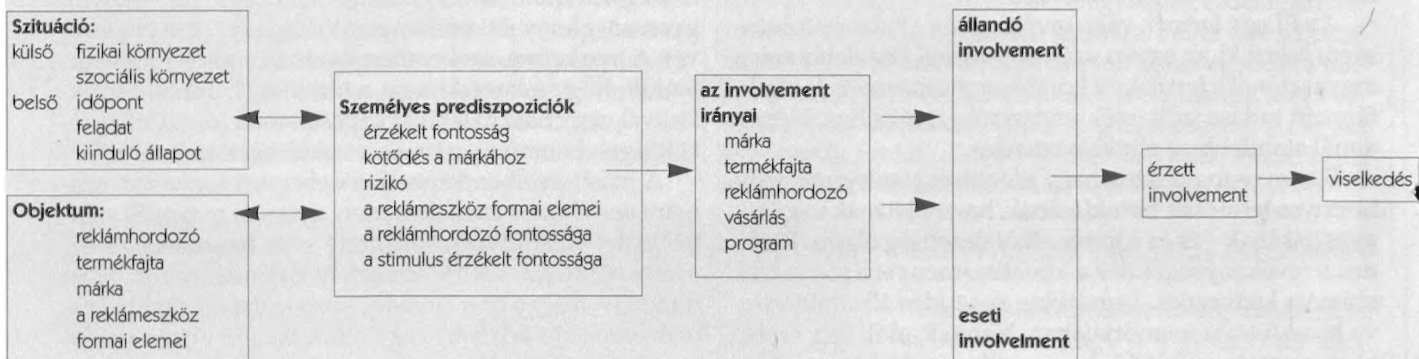 Szituáció:
külső fizikai környezet
szociális környezet
belső időpont
feladat
kiinduló állapot
Objektum:
reklámhordozó
termékfajta
márka
a reklámeszköz
formai elemei
Személyes prediszpozíciók
érzékelt fontosság
kötődés a márkához
rizikó
a reklámeszköz formai elemei
a reklámhordozó fontossága
a stimulus érzékelt fontossága
az involvement
irányai
márka
termékfajta
reklámhordozó
vásárlás
program
állandó
involvement
eseti
involvelment
érzett
involvement
viselkedés